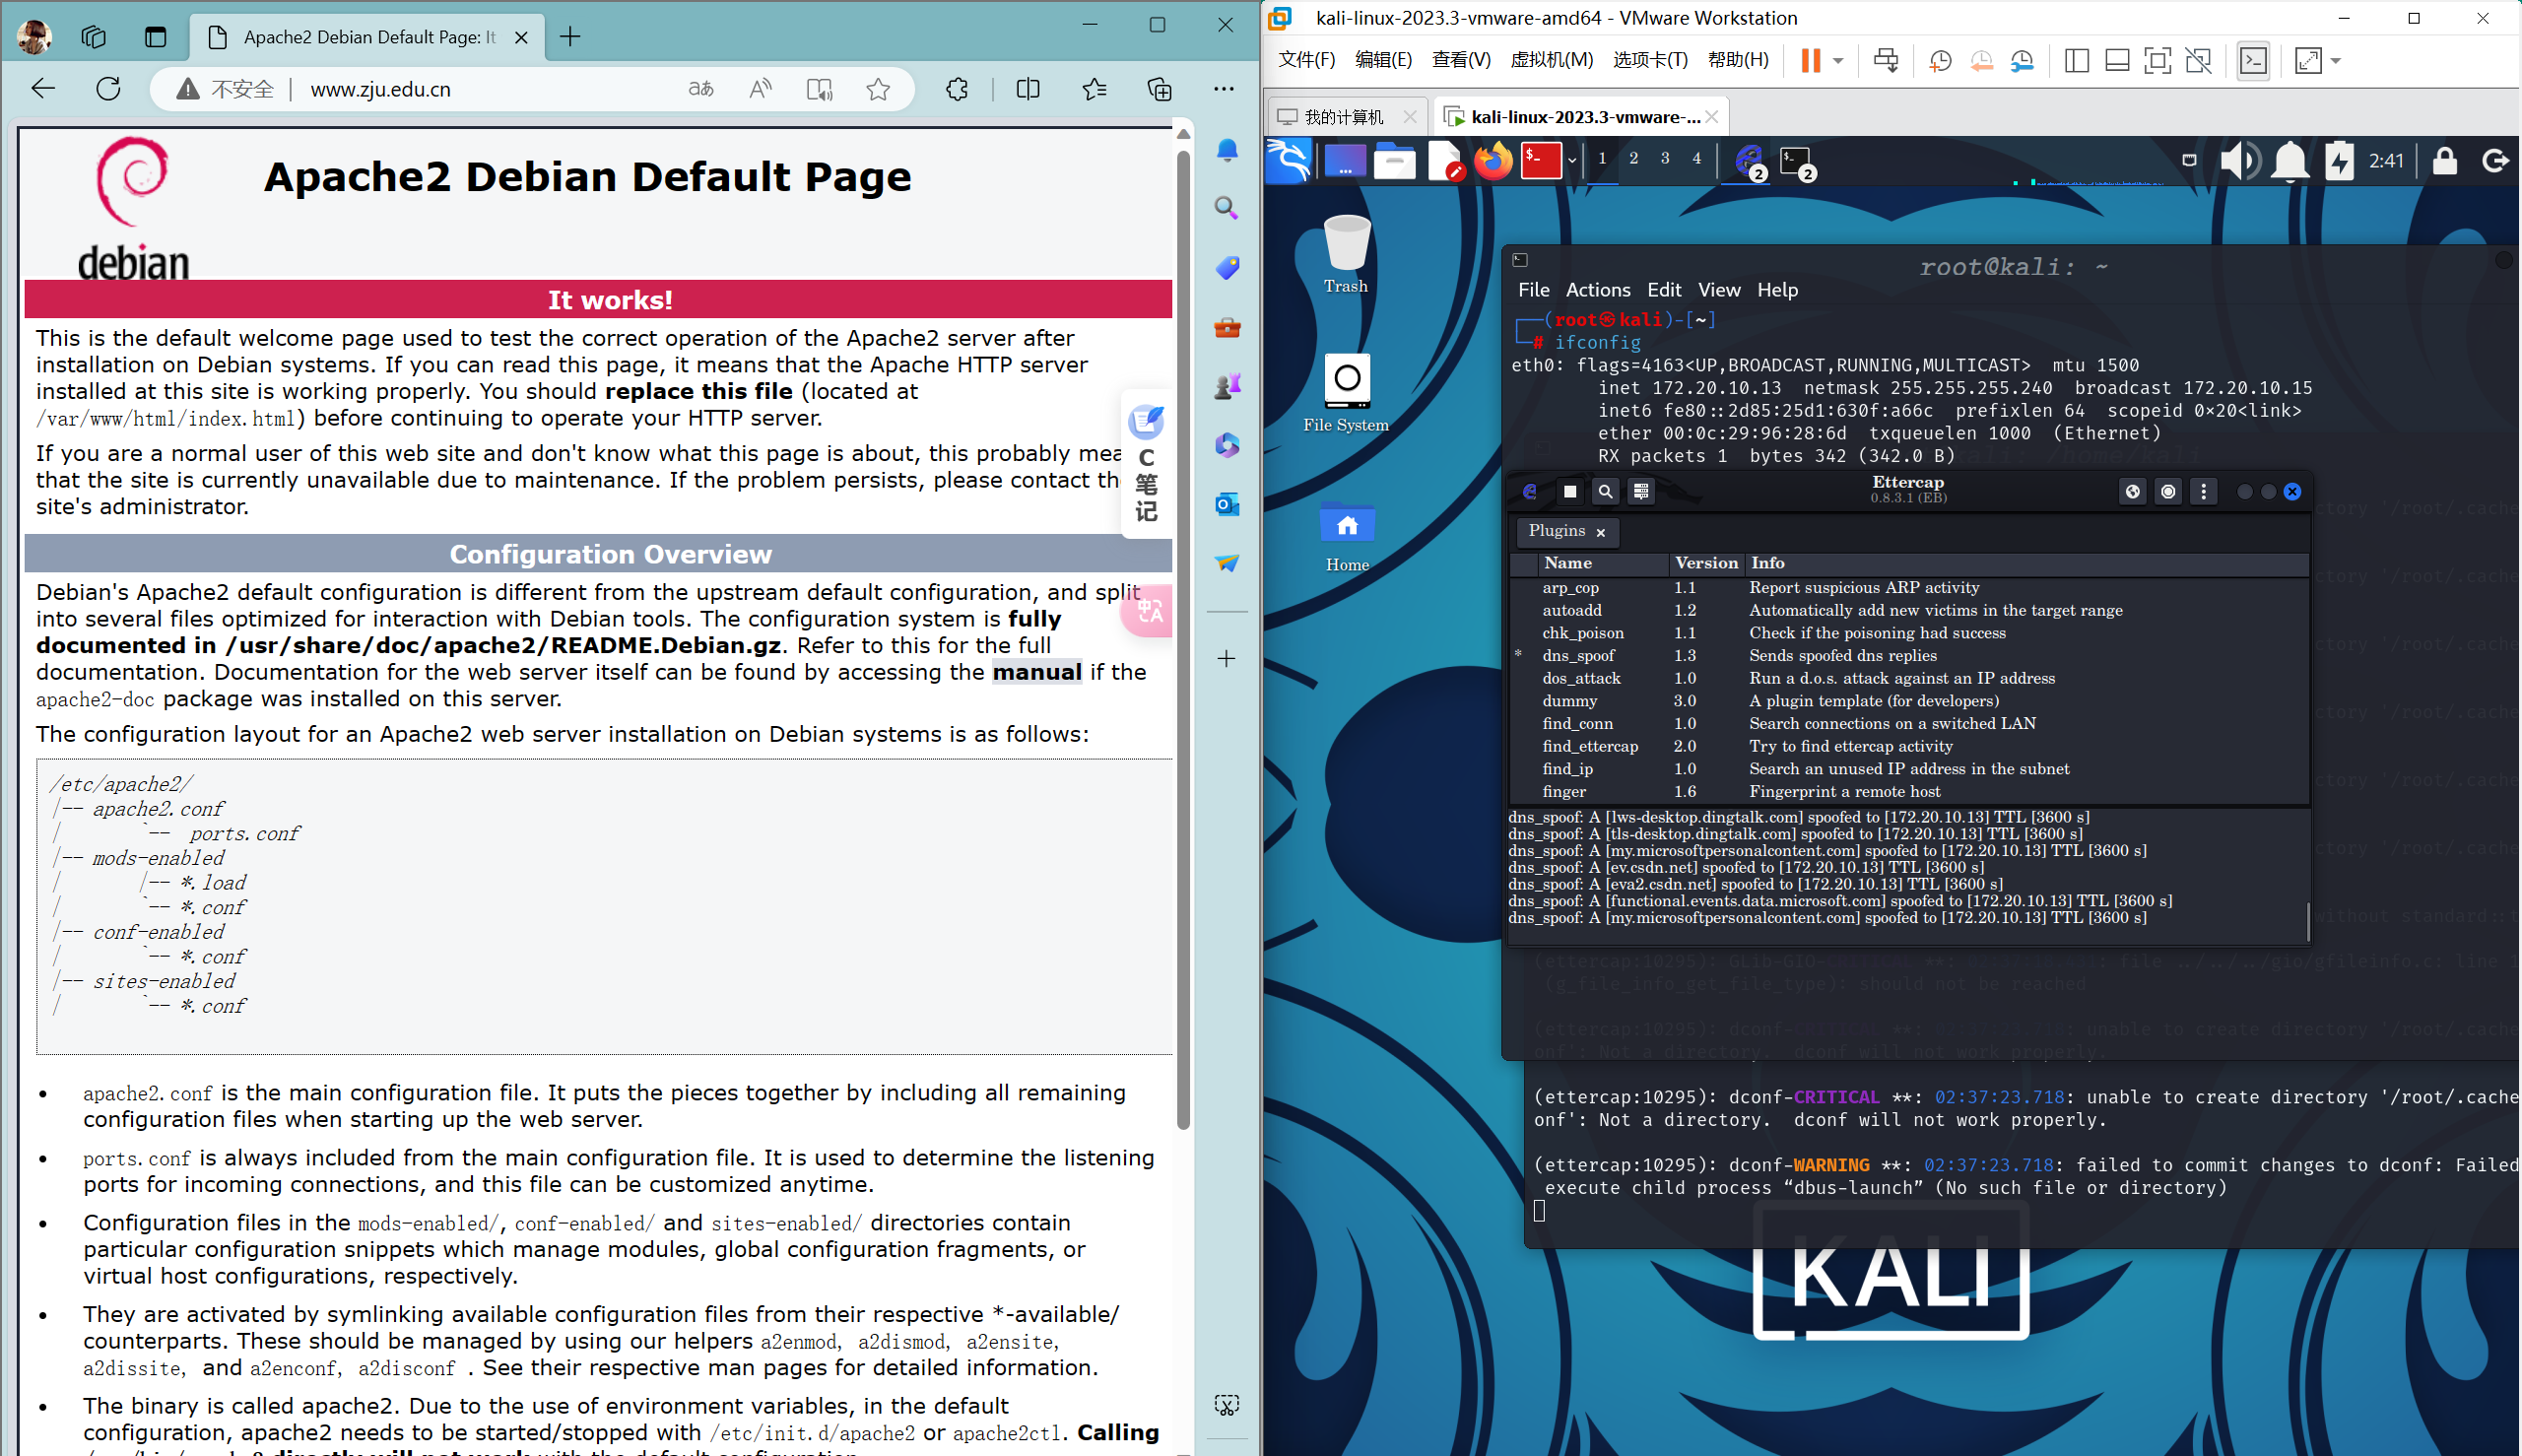 Apache2 Debian Default Page: It
不安全 | www.zju.edu.cn
debian
Apache2 Debian Default Page
It works!
This is the default welcome page used to test the correct operation of the Apache2 server after
installation on Debian systems. If you can read this page, it means that the Apache HTTP server
installed at this site is working properly. You should replace this file (located at
/var/www/html/index.html) before continuing to operate your HTTP server.
If you are a normal user of this web site and don't know what this page is about, this probably mea
that the site is currently unavailable due to maintenance. If the problem persists, please contact th
site's administrator.
C
笔
记
Configuration Overview
Debian's Apache2 default configuration is different from the upstream default configuration, and split
into several files optimized for interaction with Debian tools. The configuration system is fully
documented in /usr/share/doc/apache2/README.Debian.gz. Refer to this for the full
documentation. Documentation for the web server itself can be found by accessing the manual if the
apache2-doc package was installed on this server.
The configuration layout for an Apache2 web server installation on Debian systems is as follows:
/etc/apache2/
|-- apache2.conf
|       `--  ports.conf
|-- mods-enabled
|       |-- *.load
|       `-- *.conf
|-- conf-enabled
|       `-- *.conf
|-- sites-enabled
|       `-- *.conf
• apache2.conf is the main configuration file. It puts the pieces together by including all remaining
configuration files when starting up the web server.
• ports.conf is always included from the main configuration file. It is used to determine the listening
ports for incoming connections, and this file can be customized anytime.
• Configuration files in the mods-enabled/, conf-enabled/ and sites-enabled/ directories contain
particular configuration snippets which manage modules, global configuration fragments, or
virtual host configurations, respectively.
• They are activated by symlinking available configuration files from their respective *-available/
counterparts. These should be managed by using our helpers a2enmod, a2dismod, a2ensite,
a2dissite, and a2enconf, a2disconf . See their respective man pages for detailed information.
• The binary is called apache2. Due to the use of environment variables, in the default
configuration, apache2 needs to be started/stopped with /etc/init.d/apache2 or apache2ctl. Calling
directly will not work with the default configuration.
kali-linux-2023.3-vmware-amd64 - VMware Workstation
文件(F) 编辑(E) 查看(V) 虚拟机(M) 选项卡(T) 帮助(H)
我的计算机 kali-linux-2023.3-vmware-...
1 2 3 4 2 2 2:41
Trash
File System
Home
root@kali: ~
File Actions Edit View Help
┌──(root㉿kali)-[~]
└─# ifconfig
eth0: flags=4163<UP,BROADCAST,RUNNING,MULTICAST>  mtu 1500
inet 172.20.10.13  netmask 255.255.255.240  broadcast 172.20.10.15
inet6 fe80::2d85:25d1:630f:a66c  prefixlen 64  scopeid 0×20<link>
ether 00:0c:29:96:28:6d  txqueuelen 1000  (Ethernet)
RX packets 1  bytes 342 (342.0 B)
Ettercap
0.8.3.1 (EB)
Plugins
Name Version Info
arp_cop 1.1 Report suspicious ARP activity
autoadd 1.2 Automatically add new victims in the target range
chk_poison 1.1 Check if the poisoning had success
* dns_spoof 1.3 Sends spoofed dns replies
dos_attack 1.0 Run a d.o.s. attack against an IP address
dummy 3.0 A plugin template (for developers)
find_conn 1.0 Search connections on a switched LAN
find_ettercap 2.0 Try to find ettercap activity
find_ip 1.0 Search an unused IP address in the subnet
finger 1.6 Fingerprint a remote host
dns_spoof: A [lws-desktop.dingtalk.com] spoofed to [172.20.10.13] TTL [3600 s]
dns_spoof: A [tls-desktop.dingtalk.com] spoofed to [172.20.10.13] TTL [3600 s]
dns_spoof: A [my.microsoftpersonalcontent.com] spoofed to [172.20.10.13] TTL [3600 s]
dns_spoof: A [ev.csdn.net] spoofed to [172.20.10.13] TTL [3600 s]
dns_spoof: A [eva2.csdn.net] spoofed to [172.20.10.13] TTL [3600 s]
dns_spoof: A [functional.events.data.microsoft.com] spoofed to [172.20.10.13] TTL [3600 s]
dns_spoof: A [my.microsoftpersonalcontent.com] spoofed to [172.20.10.13] TTL [3600 s]
(g_file_info_get_file_type): should not be reached
(ettercap:10295): dconf-CRITICAL **: 02:37:23.718: unable to create directory '/root/.cache
onf': Not a directory.  dconf will not work properly.
(ettercap:10295): dconf-WARNING **: 02:37:23.718: failed to commit changes to dconf: Failed
execute child process “dbus-launch” (No such file or directory)
KALI